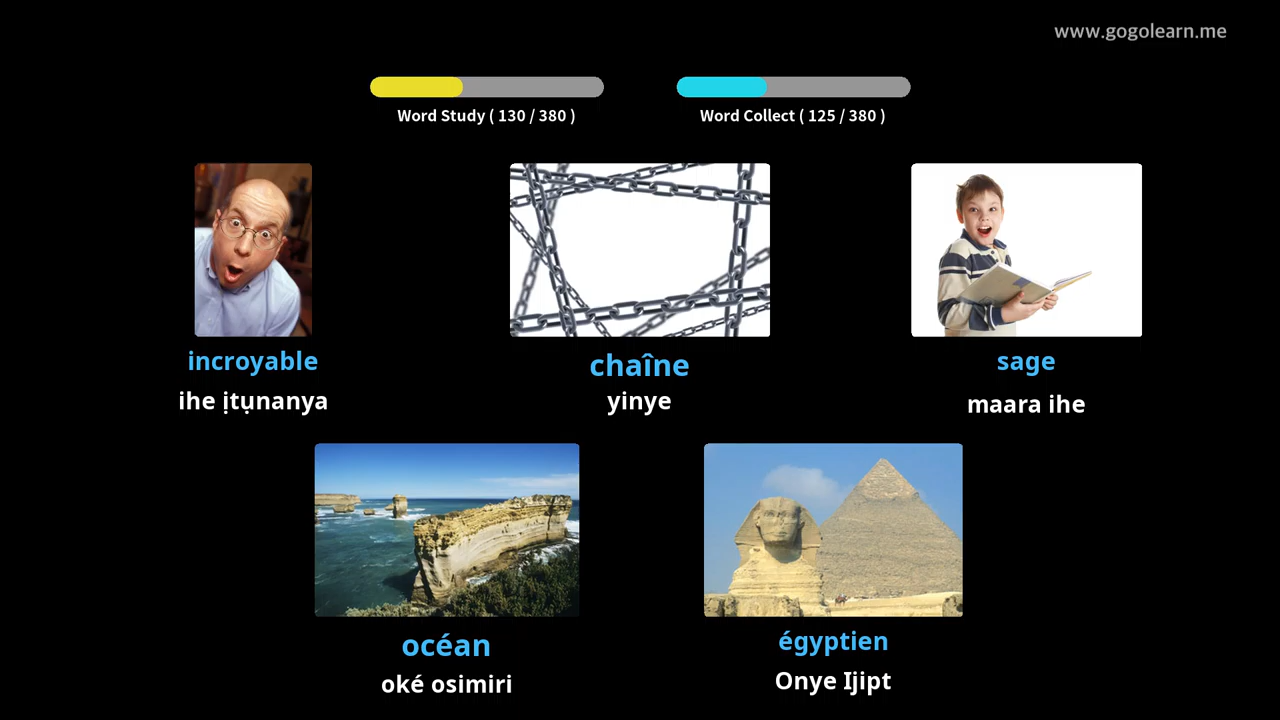 www.gogolearn.me
Word Study ( 130 / 380 )
Word Collect ( 125 / 380 )
incroyable
ihe ịtụnanya
chaîne
yinye
sage
maara ihe
océan
oké osimiri
égyptien
Onye Ijipt